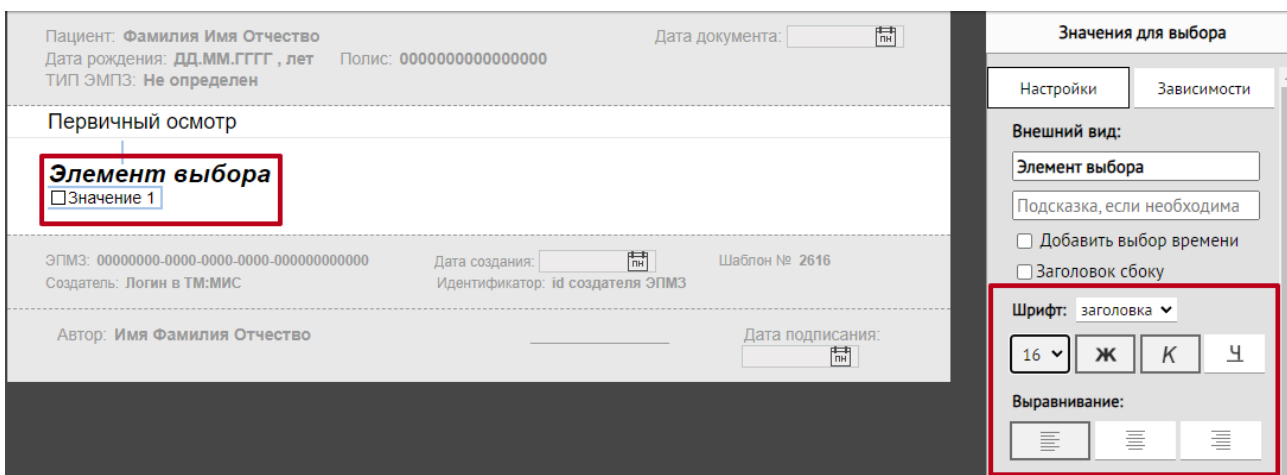 Пациент: Фамилия Имя Отчество Дата документа: ПН
Дата рождения: ДД.ММ.ГГГГ , лет Полис: 0000000000000000
ТИП ЭМПЗ: Не определен
Первичный осмотр
Элемент выбора
Значение 1
ЭПМЗ: 00000000-0000-0000-0000-000000000000 Дата создания: ПН Шаблон № 2616
Создатель: Логин в ТМ:МИС Идентификатор: id создателя ЭПМЗ
Автор: Имя Фамилия Отчество Дата подписания:
ПН
Значения для выбора
Настройки Зависимости
Внешний вид:
Элемент выбора
Подсказка, если необходима
Добавить выбор времени
Заголовок сбоку
Шрифт: заголовка
16 Ж К Ч
Выравнивание: